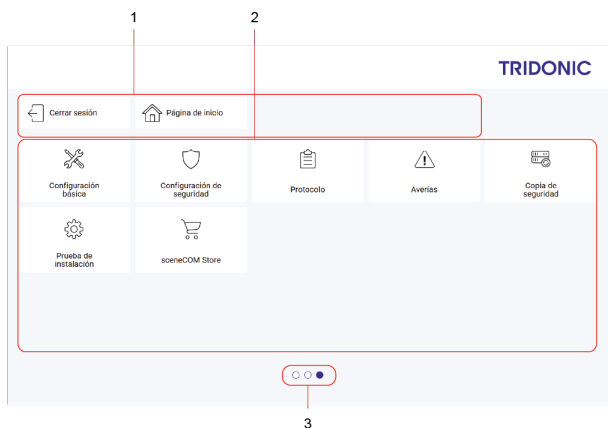 1 2
TRIDONIC
Cerrar sesión Página de inicio
Configuración
básica
Configuración de
seguridad
Protocolo
Averías
Copia de
seguridad
Prueba de
instalación
sceneCOM Store
3